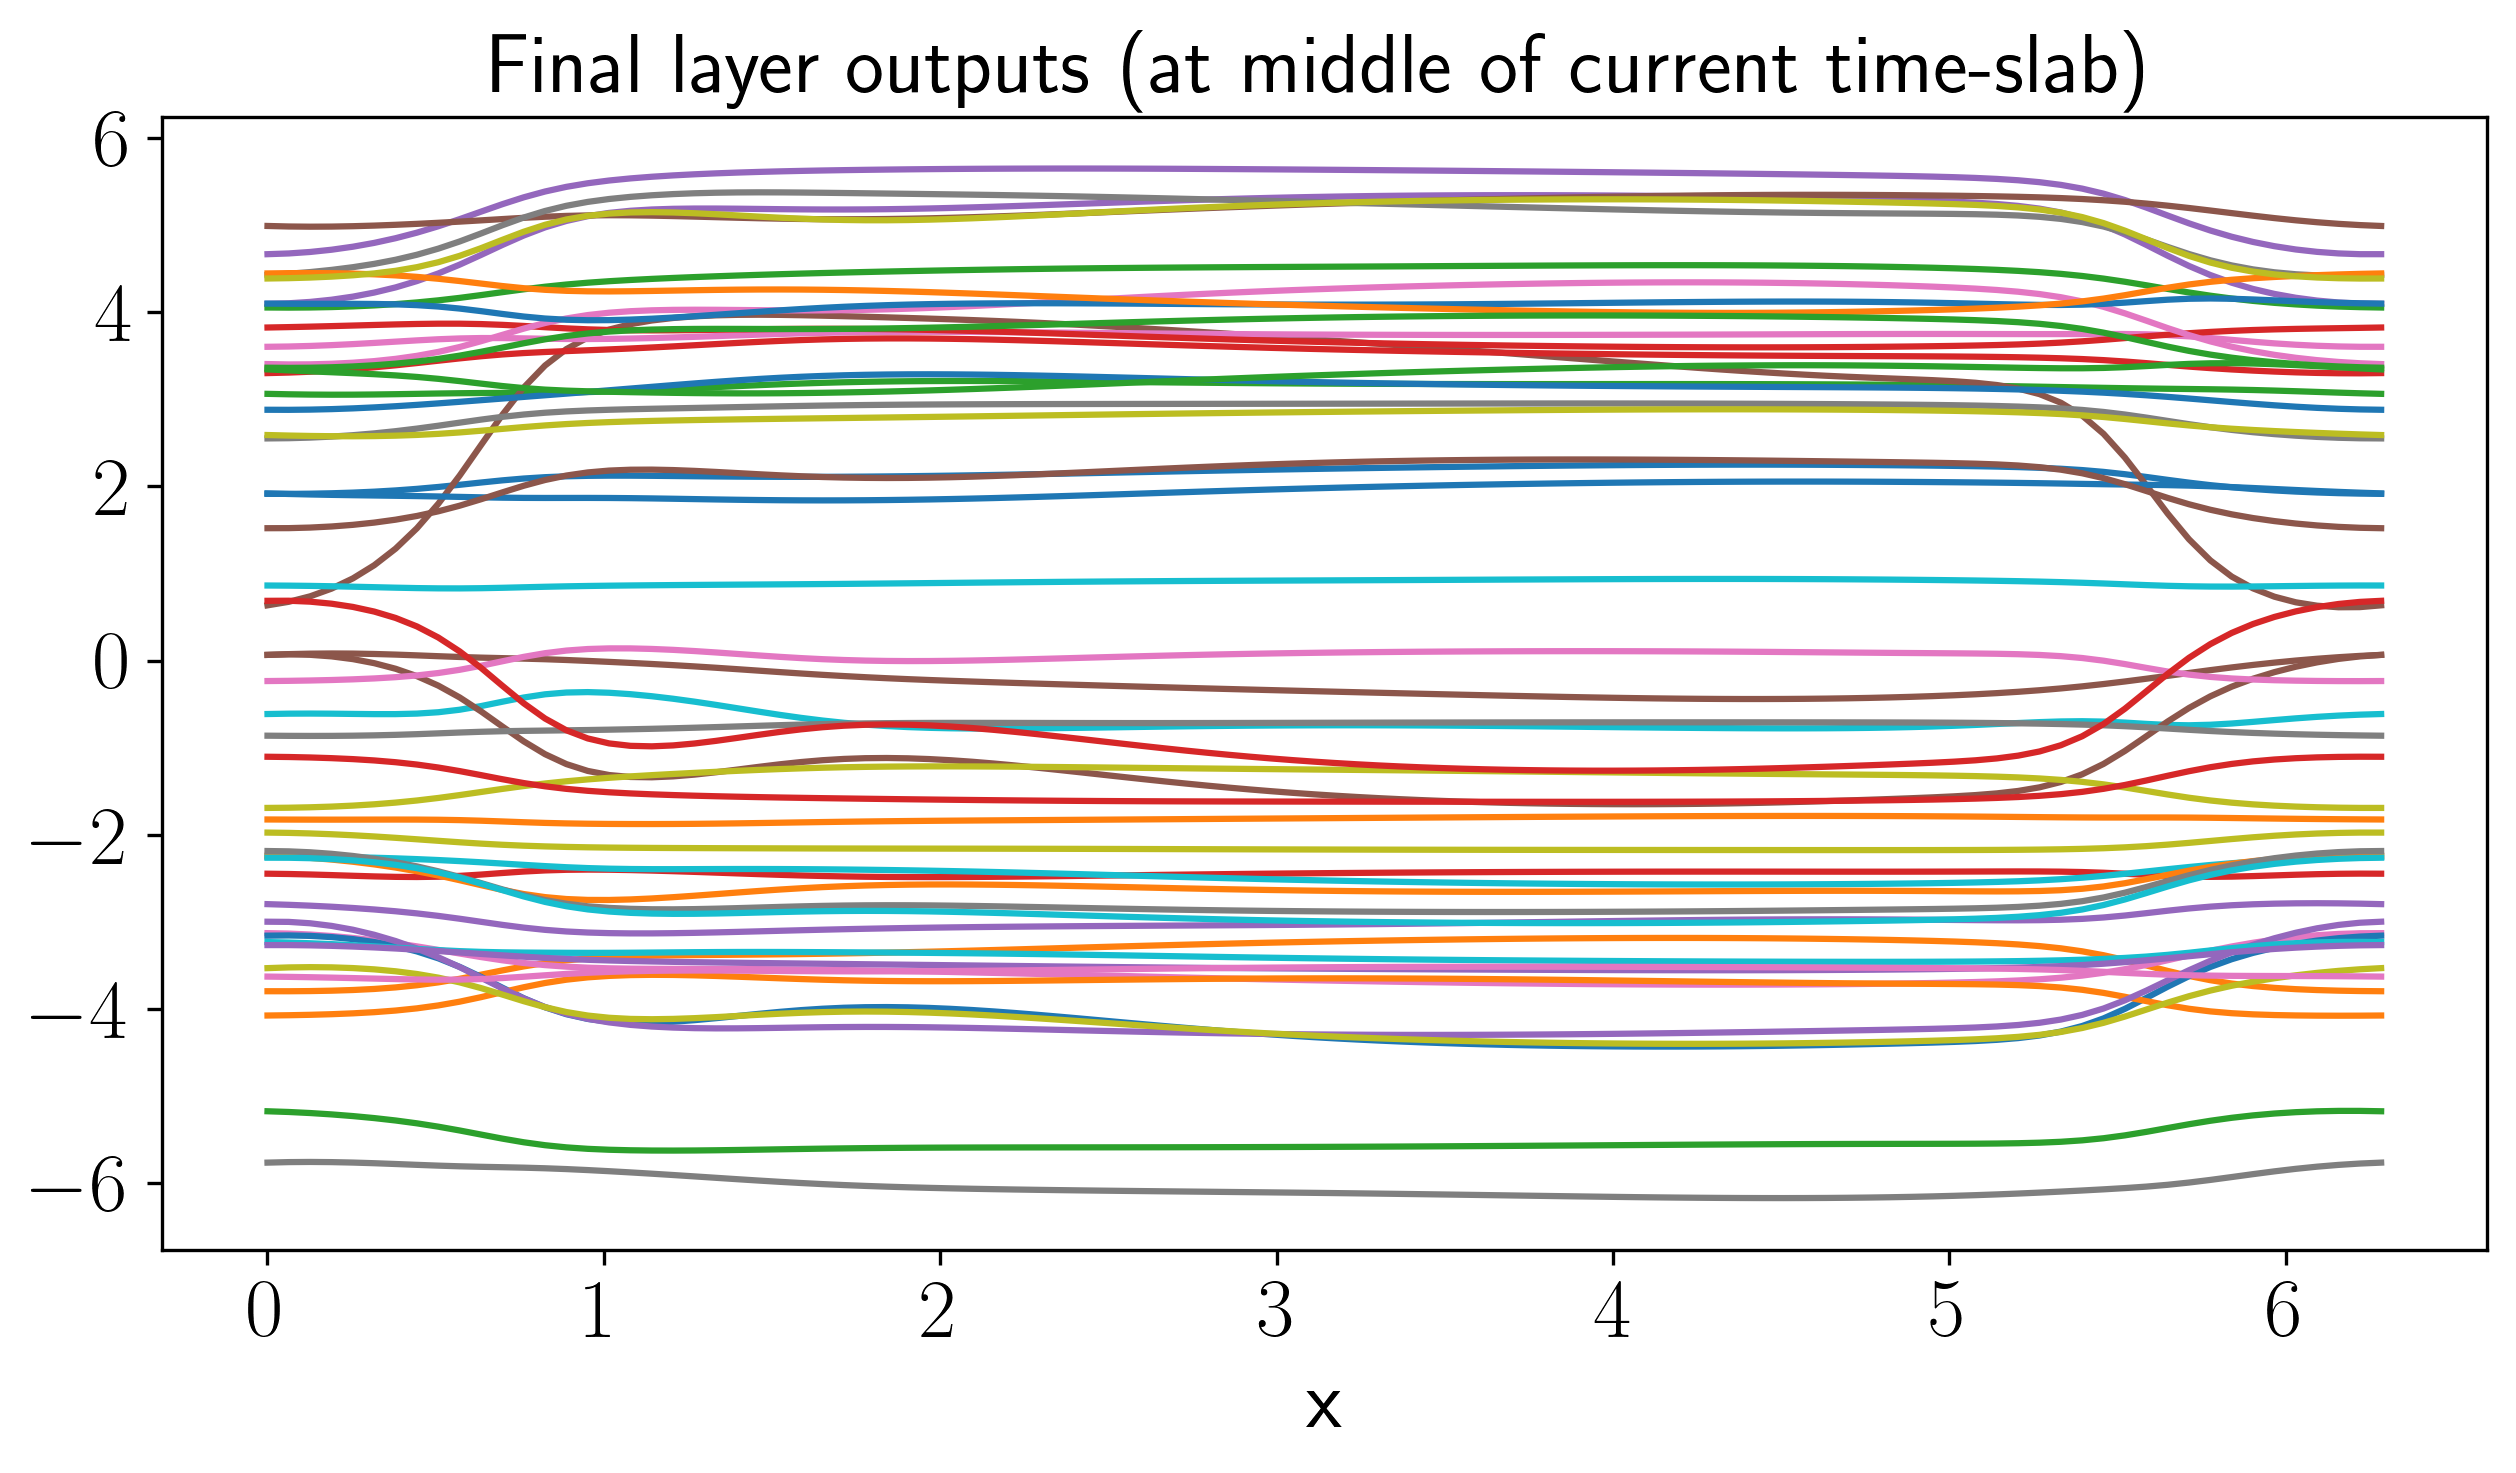 Final layer outputs (at middle of current time-slab)
6
4
2
0
−2
−4
−6
0 1 2 3 4 5 6
x